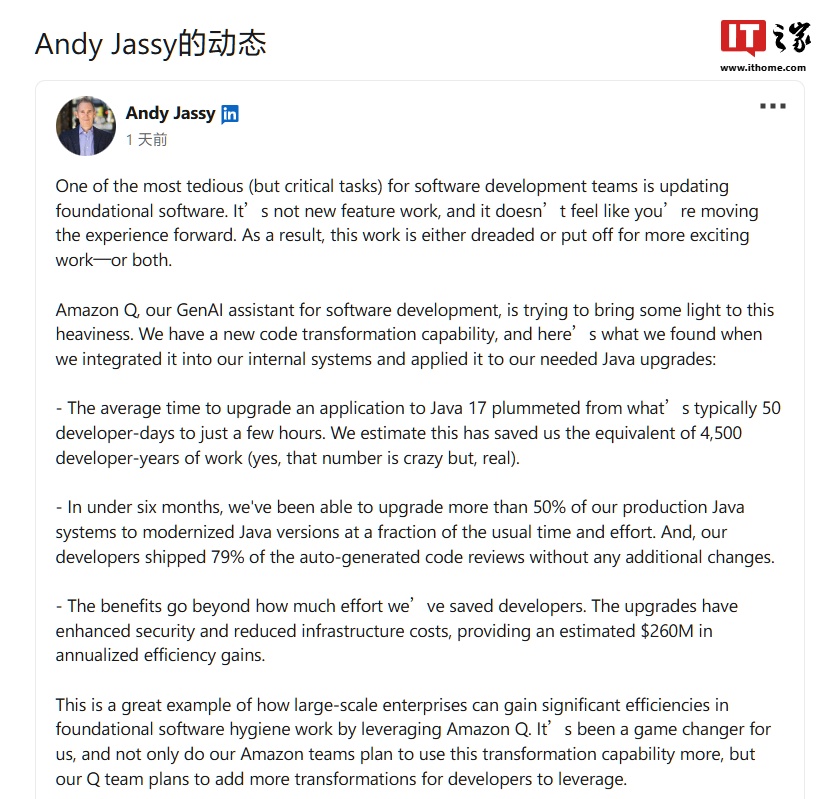 Andy Jassy的动态
IT之家
www.ithome.com
Andy Jassy in
1 天前
One of the most tedious (but critical tasks) for software development teams is updating
foundational software. It’s not new feature work, and it doesn’t feel like you’re moving
the experience forward. As a result, this work is either dreaded or put off for more exciting
work—or both.
Amazon Q, our GenAI assistant for software development, is trying to bring some light to this
heaviness. We have a new code transformation capability, and here’s what we found when
we integrated it into our internal systems and applied it to our needed Java upgrades:
- The average time to upgrade an application to Java 17 plummeted from what’s typically 50
developer-days to just a few hours. We estimate this has saved us the equivalent of 4,500
developer-years of work (yes, that number is crazy but, real).
- In under six months, we've been able to upgrade more than 50% of our production Java
systems to modernized Java versions at a fraction of the usual time and effort. And, our
developers shipped 79% of the auto-generated code reviews without any additional changes.
- The benefits go beyond how much effort we’ve saved developers. The upgrades have
enhanced security and reduced infrastructure costs, providing an estimated $260M in
annualized efficiency gains.
This is a great example of how large-scale enterprises can gain significant efficiencies in
foundational software hygiene work by leveraging Amazon Q. It’s been a game changer for
us, and not only do our Amazon teams plan to use this transformation capability more, but
our Q team plans to add more transformations for developers to leverage.